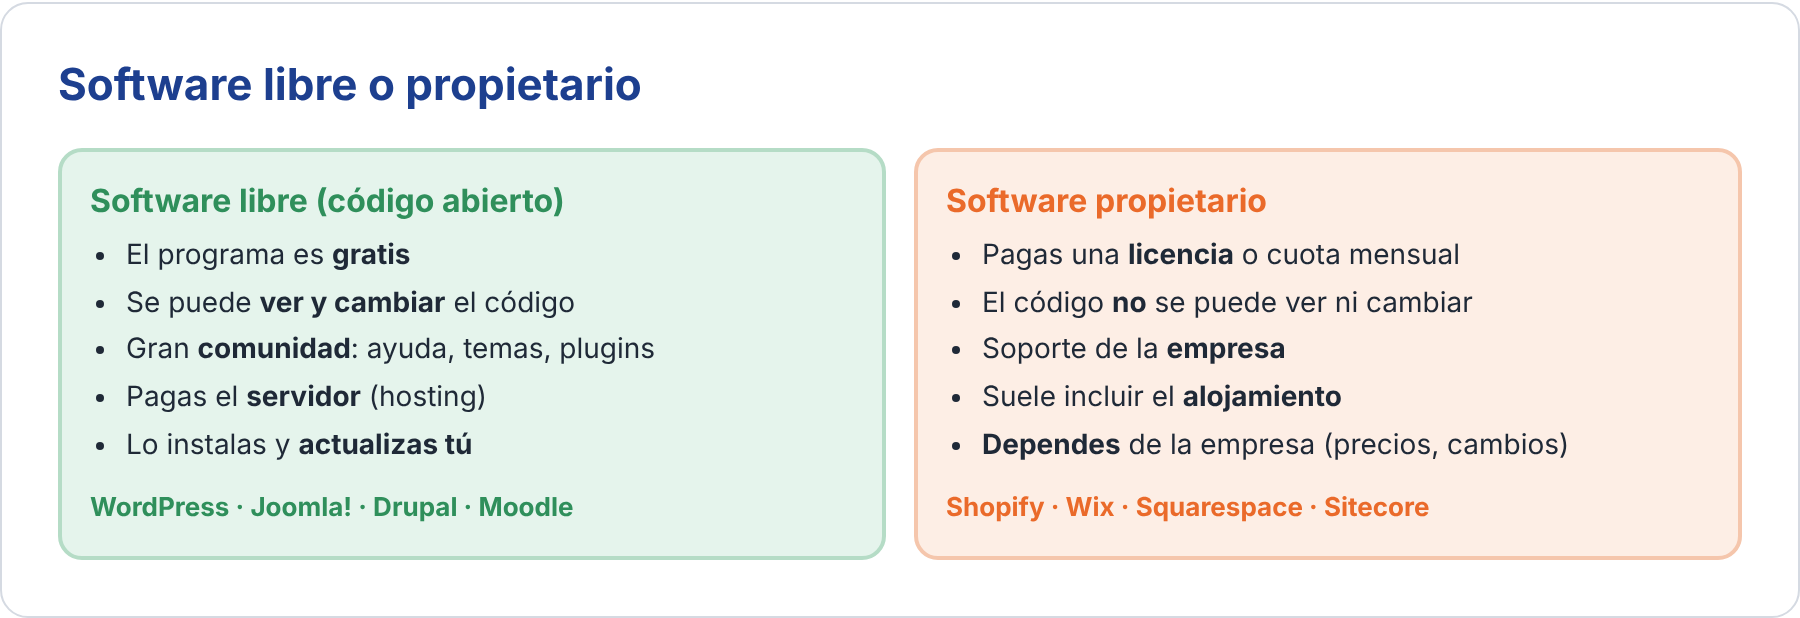 Software libre o propietario
Software libre (código abierto)
• El programa es gratis
• Se puede ver y cambiar el código
• Gran comunidad: ayuda, temas, plugins
• Pagas el servidor (hosting)
• Lo instalas y actualizas tú
WordPress · Joomla! · Drupal · Moodle
Software propietario
• Pagas una licencia o cuota mensual
• El código no se puede ver ni cambiar
• Soporte de la empresa
• Suele incluir el alojamiento
• Dependes de la empresa (precios, cambios)
Shopify · Wix · Squarespace · Sitecore